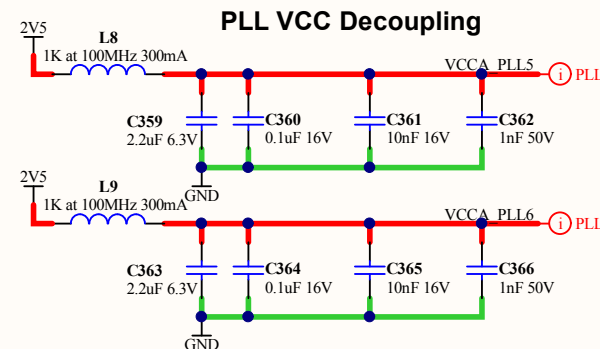 PLL VCC Decoupling
2V5
L8
1K at 100MHz 300mA
VCCA_PLL5
i
PLL
C359
2.2uF 6.3V
C360
0.1uF 16V
C361
10nF 16V
C362
1nF 50V
GND
2V5
L9
1K at 100MHz 300mA
VCCA_PLL6
i
PLL
C363
2.2uF 6.3V
C364
0.1uF 16V
C365
10nF 16V
C366
1nF 50V
GND